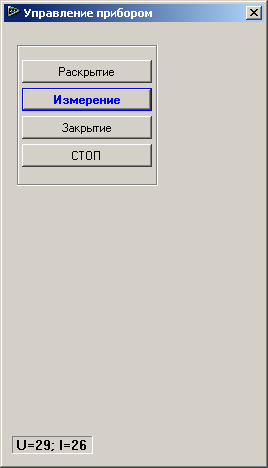 Управление прибором
Раскрытие
Измерение
Закрытие
СТОП
U=29; I=26